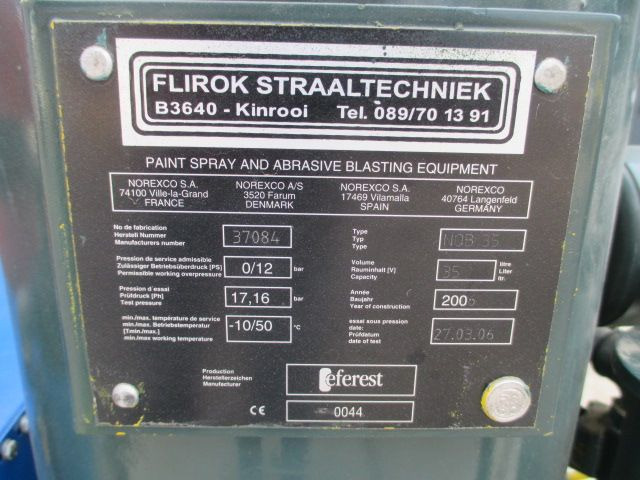 FLIROK STRAALTECHNIEK
B3640 - Kinrooi Tel. 089/70 13 91
PAINT SPRAY AND ABRASIVE BLASTING EQUIPMENT
NOREXCO S.A. NOREXCO A/S NOREXCO S.A. NOREXCO
74100 Ville-la-Grand 3520 Farum 17469 Vilamalla 40764 Langenfeld
FRANCE DENMARK SPAIN GERMANY
No de fabrication
Herstell Nummer
Manufacturers number
37084
Type
Typ
Type
NOB 35
Pression de service admissible
Zulässiger Betriebsüberdruck [PS]
Permissible working overpressure
0/12 bar
Volume
Rauminhalt [V]
Capacity
35
litre
Liter
ltr.
Pression d'essai
Prüfdruck [Ph]
Test pressure
17,16 bar
Année
Baujahr
Year of construction
2006
min./max. température de service
min./max. Betriebstemperatur
[Tmin./max.]
min/max working temperature
-10/50 °C
essai sous pression
date:
Prüfdatum
date of test
27.03.06
Production
Herstellerzeichen
Manufacturer
eferest
CE 0044